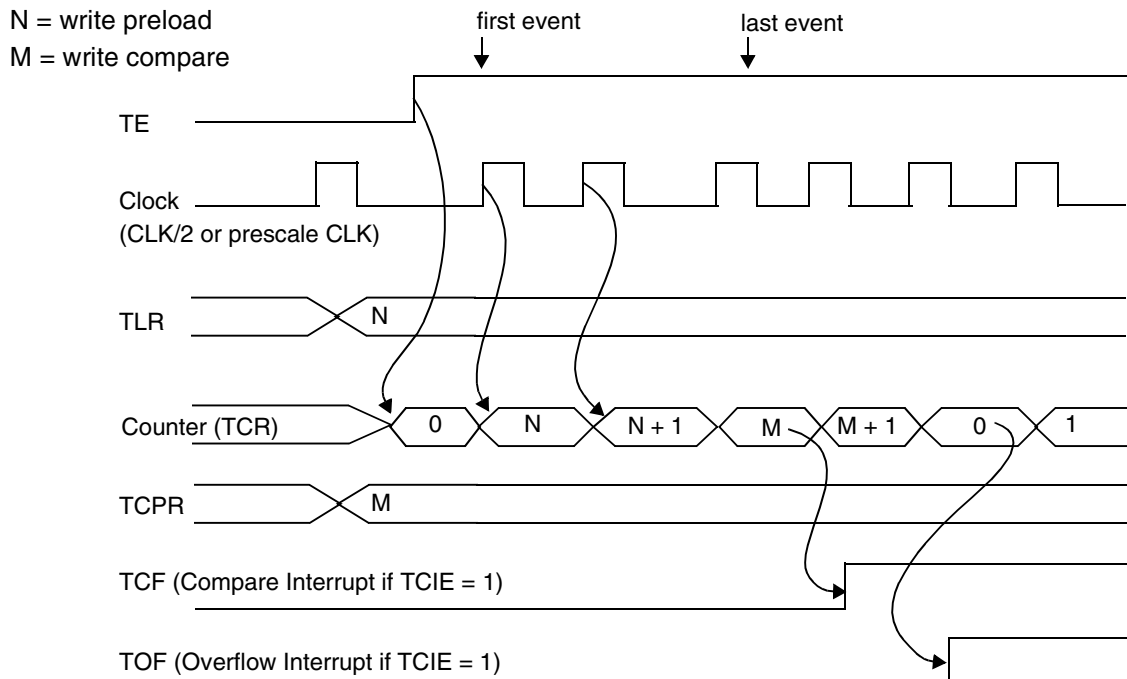 N = write preload
M = write compare
first event
last event
TE
Clock
(CLK/2 or prescale CLK)
TLR
N
Counter (TCR)
0
N
N + 1
M
M + 1
0
1
TCPR
M
TCF (Compare Interrupt if TCIE = 1)
TOF (Overflow Interrupt if TCIE = 1)